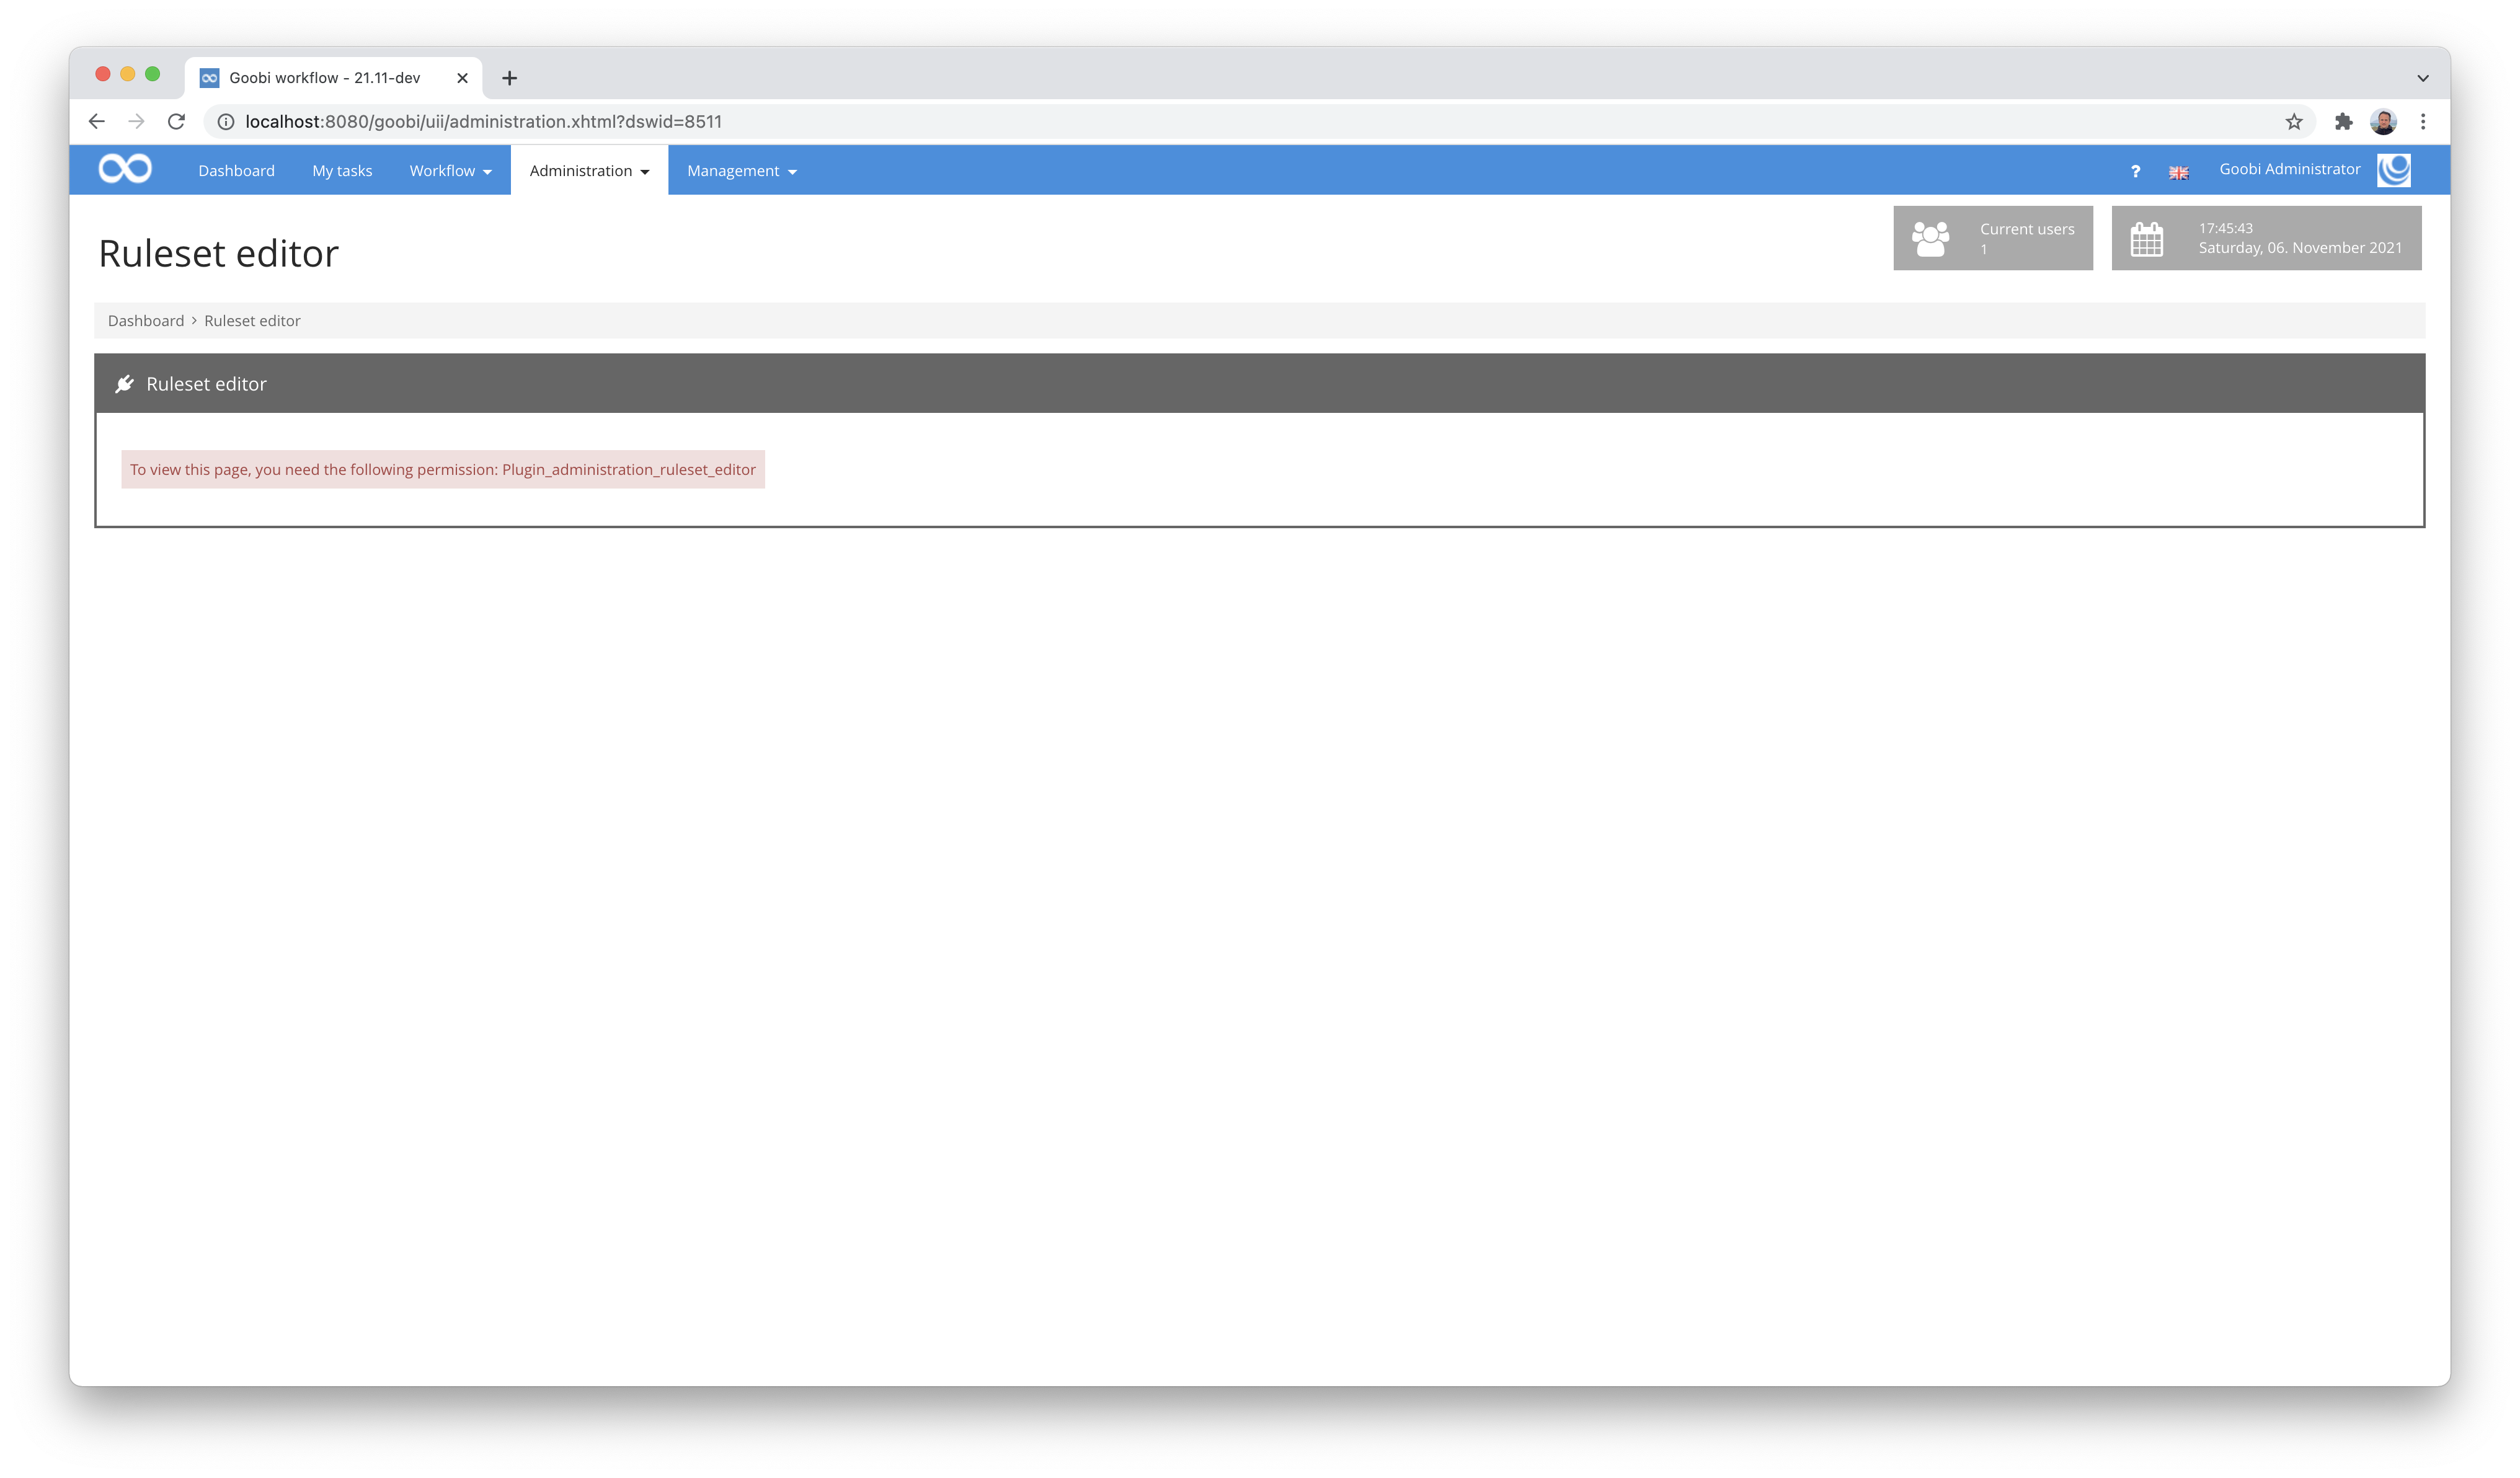 Goobi workflow - 21.11-dev
localhost:8080/goobi/uii/administration.xhtml?dswid=8511
Dashboard My tasks Workflow Administration Management ? Goobi Administrator
Ruleset editor
Current users
1
17:45:43
Saturday, 06. November 2021
Dashboard > Ruleset editor
Ruleset editor
To view this page, you need the following permission: Plugin_administration_ruleset_editor